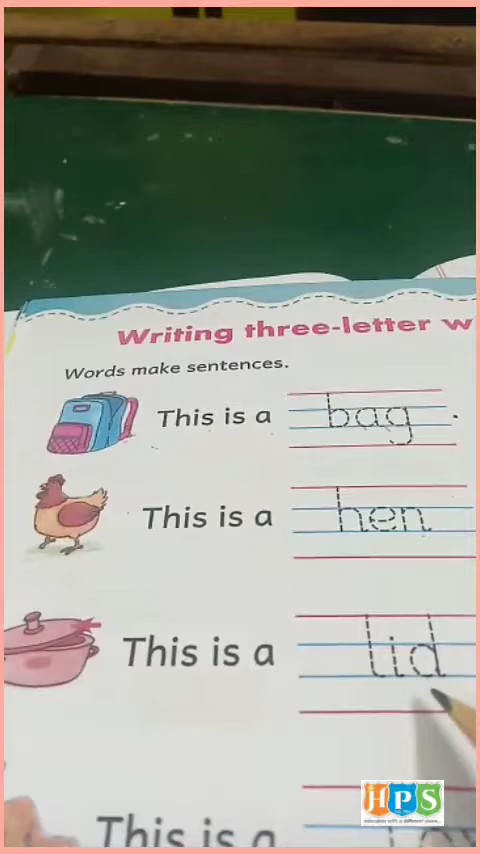 Writing three-letter w
Words make sentences.
This is a bag .
This is a hen
This is a lid
This is a
HPS